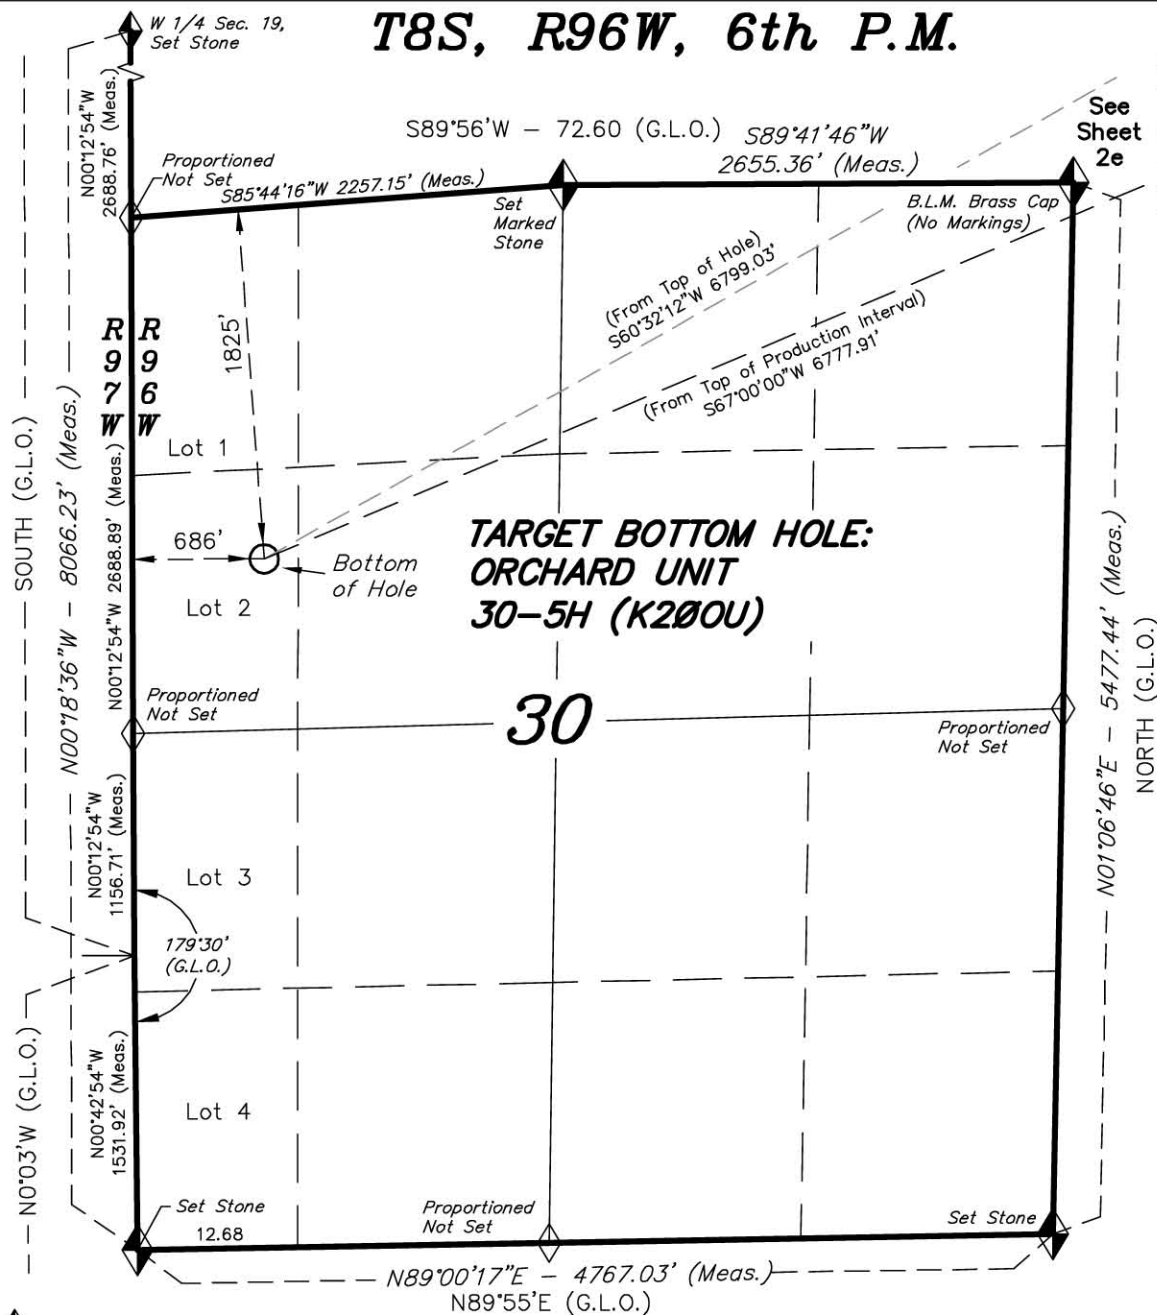 T8S, R96W, 6th P.M.
W 1/4 Sec. 19,
Set Stone
N00°12'54"W
2688.76' (Meas.)
S89°56'W – 72.60 (G.L.O.)
S89°41'46"W
2655.36' (Meas.)
See
Sheet
2e
Proportioned
Not Set
S85°44'16"W 2257.15' (Meas.)
Set
Marked
Stone
B.L.M. Brass Cap
(No Markings)
(From Top of Hole)
S60°32'12"W 6799.03'
(From Top of Production Interval)
S67°00'00"W 6777.91'
1825'
R
9
7
W
R
9
6
W
Lot 1
SOUTH (G.L.O.)
N00°18'36"W – 8066.23' (Meas.)
N00°12'54"W 2688.89' (Meas.)
686'
Bottom
of Hole
Lot 2
TARGET BOTTOM HOLE:
ORCHARD UNIT
30–5H (K2ØOU)
N01°06'46"E – 5477.44' (Meas.)
NORTH (G.L.O.)
Proportioned
Not Set
30
Proportioned
Not Set
N00°12'54"W
1156.71' (Meas.)
Lot 3
179°30'
(G.L.O.)
N0°03'W (G.L.O.)
N00°42'54"W
1531.92' (Meas.)
Lot 4
Set Stone
12.68
Proportioned
Not Set
Set Stone
N89°00'17"E – 4767.03' (Meas.)
N89°55'E (G.L.O.)